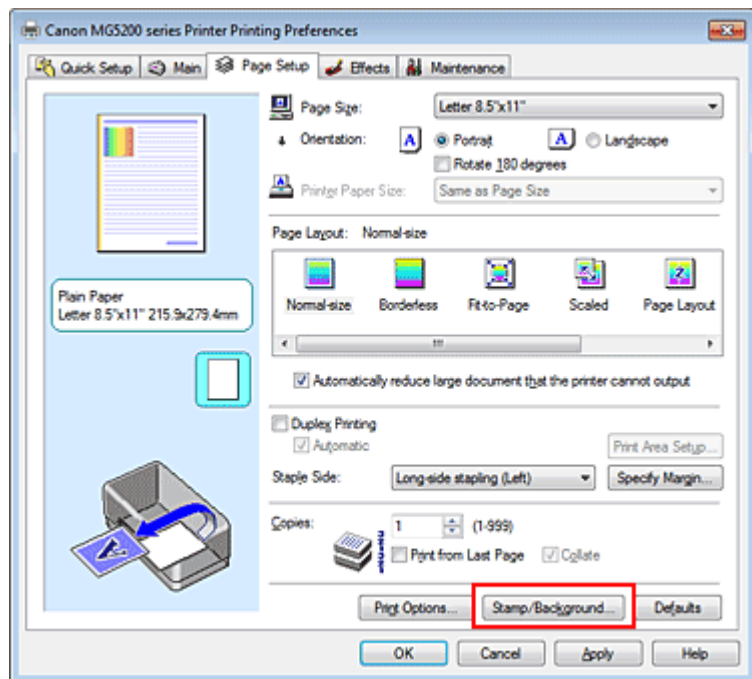 Canon MG5200 series Printer Printing Preferences
Quick Setup Main Page Setup Effects Maintenance
Page Size: Letter 8.5"x11"
Orientation: A Portrait A Landscape
Rotate 180 degrees
Printer Paper Size: Same as Page Size
Page Layout: Normal-size
Normal-size Borderless Fit-to-Page Scaled Page Layout
Plain Paper
Letter 8.5"x11" 215.9x279.4mm
Automatically reduce large document that the printer cannot output
Duplex Printing
Automatic Print Area Setup...
Staple Side: Long-side stapling (Left) Specify Margin...
Copies: 1 (1-999)
Print from Last Page Collate
Print Options... Stamp/Background... Defaults
OK Cancel Apply Help